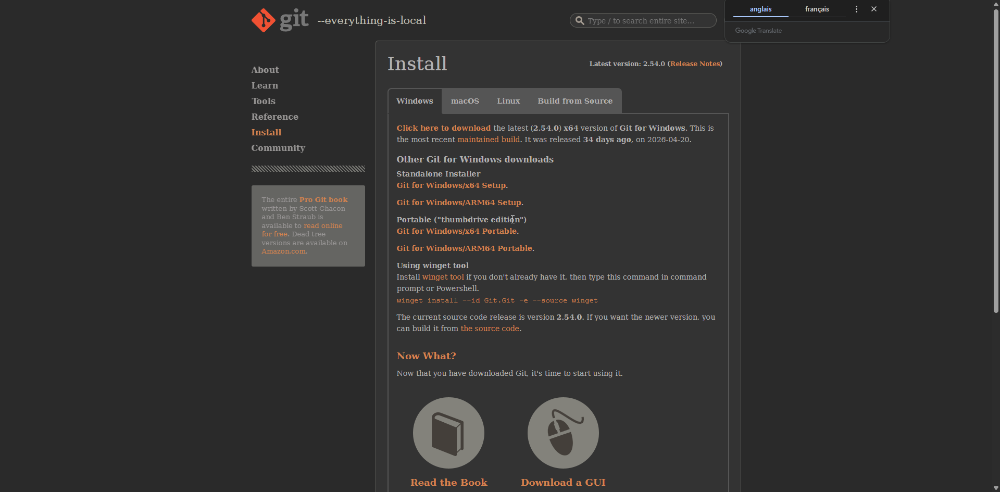 git --everything-is-local
Type / to search entire site...
anglais français
Google Translate
About
Learn
Tools
Reference
Install
Community
The entire Pro Git book
written by Scott Chacon
and Ben Straub is
available to read online
for free. Dead tree
versions are available on
Amazon.com.
Install
Latest version: 2.54.0 (Release Notes)
Windows macOS Linux Build from Source
Click here to download the latest (2.54.0) x64 version of Git for Windows. This is
the most recent maintained build. It was released 34 days ago, on 2026-04-20.
Other Git for Windows downloads
Standalone Installer
Git for Windows/x64 Setup.
Git for Windows/ARM64 Setup.
Portable ("thumbdrive edition")
Git for Windows/x64 Portable.
Git for Windows/ARM64 Portable.
Using winget tool
Install winget tool if you don't already have it, then type this command in command
prompt or Powershell.
winget install --id Git.Git -e --source winget
The current source code release is version 2.54.0. If you want the newer version, you
can build it from the source code.
Now What?
Now that you have downloaded Git, it's time to start using it.
Read the Book
Download a GUI